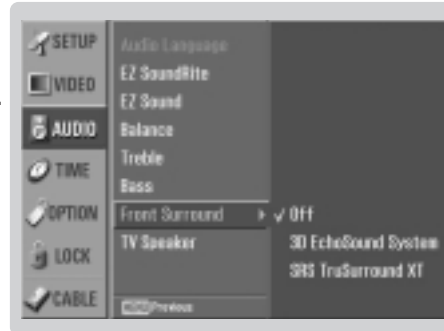 SETUP
VIDEO
AUDIO
TIME
OPTION
LOCK
CABLE
Audio Language
EZ SoundRite
EZ Sound
Balance
Treble
Bass
Front Surround
TV Speaker
Previous
✓ Off
3D EchoSound System
SRS TruSurround XT